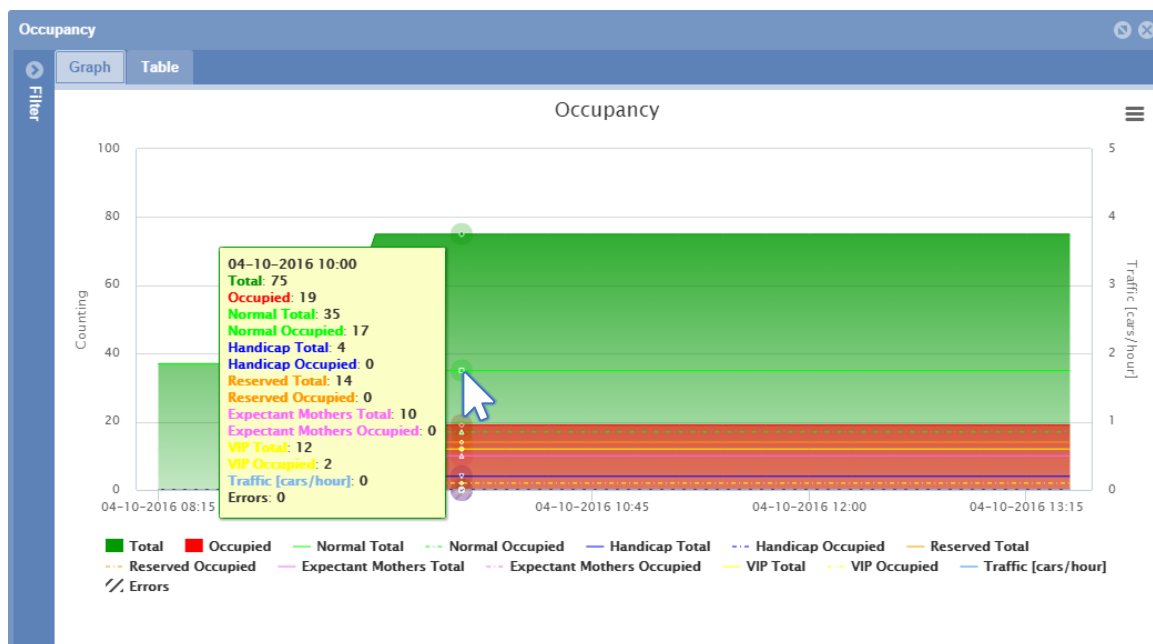 Occupancy
Filter
Graph Table
Occupancy
100
80
60
40
20
0
Counting
5
4
3
2
1
0
Traffic [cars/hour]
04-10-2016 10:00
Total: 75
Occupied: 19
Normal Total: 35
Normal Occupied: 17
Handicap Total: 4
Handicap Occupied: 0
Reserved Total: 14
Reserved Occupied: 0
Expectant Mothers Total: 10
Expectant Mothers Occupied: 0
VIP Total: 12
VIP Occupied: 2
Traffic [cars/hour]: 0
Errors: 0
04-10-2016 08:15 04-10-2016 10:45 04-10-2016 12:00 04-10-2016 13:15
Total Occupied Normal Total Normal Occupied Handicap Total Handicap Occupied Reserved Total
Reserved Occupied Expectant Mothers Total Expectant Mothers Occupied VIP Total VIP Occupied Traffic [cars/hour]
Errors